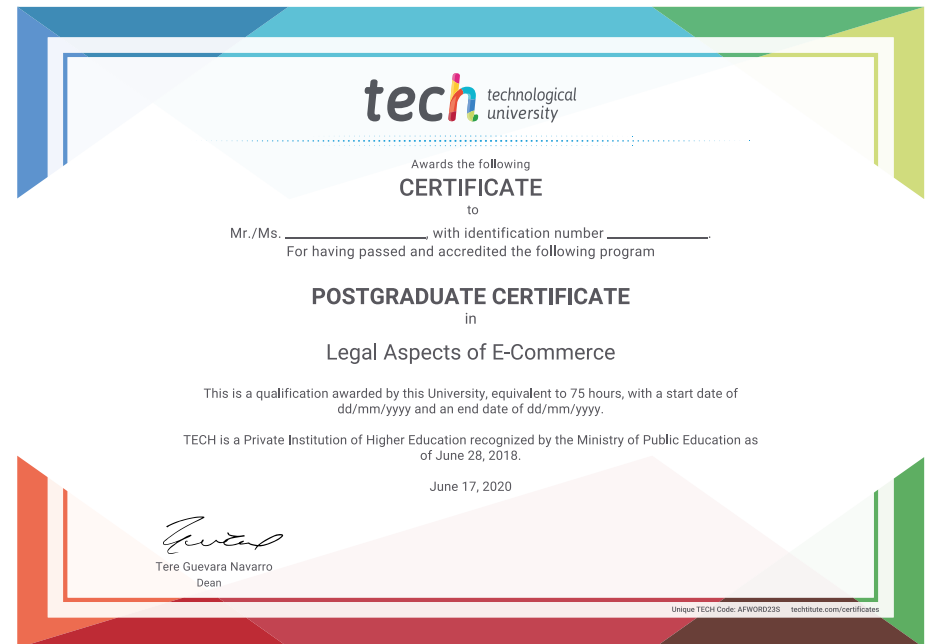 tech technological
university
Awards the following
CERTIFICATE
to
Mr./Ms. ____________________, with identification number ______________.
For having passed and accredited the following program
POSTGRADUATE CERTIFICATE
in
Legal Aspects of E-Commerce
This is a qualification awarded by this University, equivalent to 75 hours, with a start date of
dd/mm/yyyy and an end date of dd/mm/yyyy.
TECH is a Private Institution of Higher Education recognized by the Ministry of Public Education as
of June 28, 2018.
June 17, 2020
Tere Guevara Navarro
Dean
Unique TECH Code: AFWORD23S techtitute.com/certificates